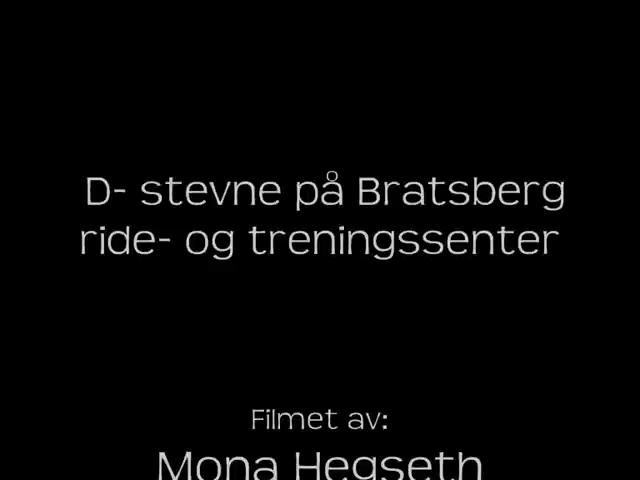 D- stevne på Bratsberg
ride- og treningssenter
Filmet av:
Mona Hegseth